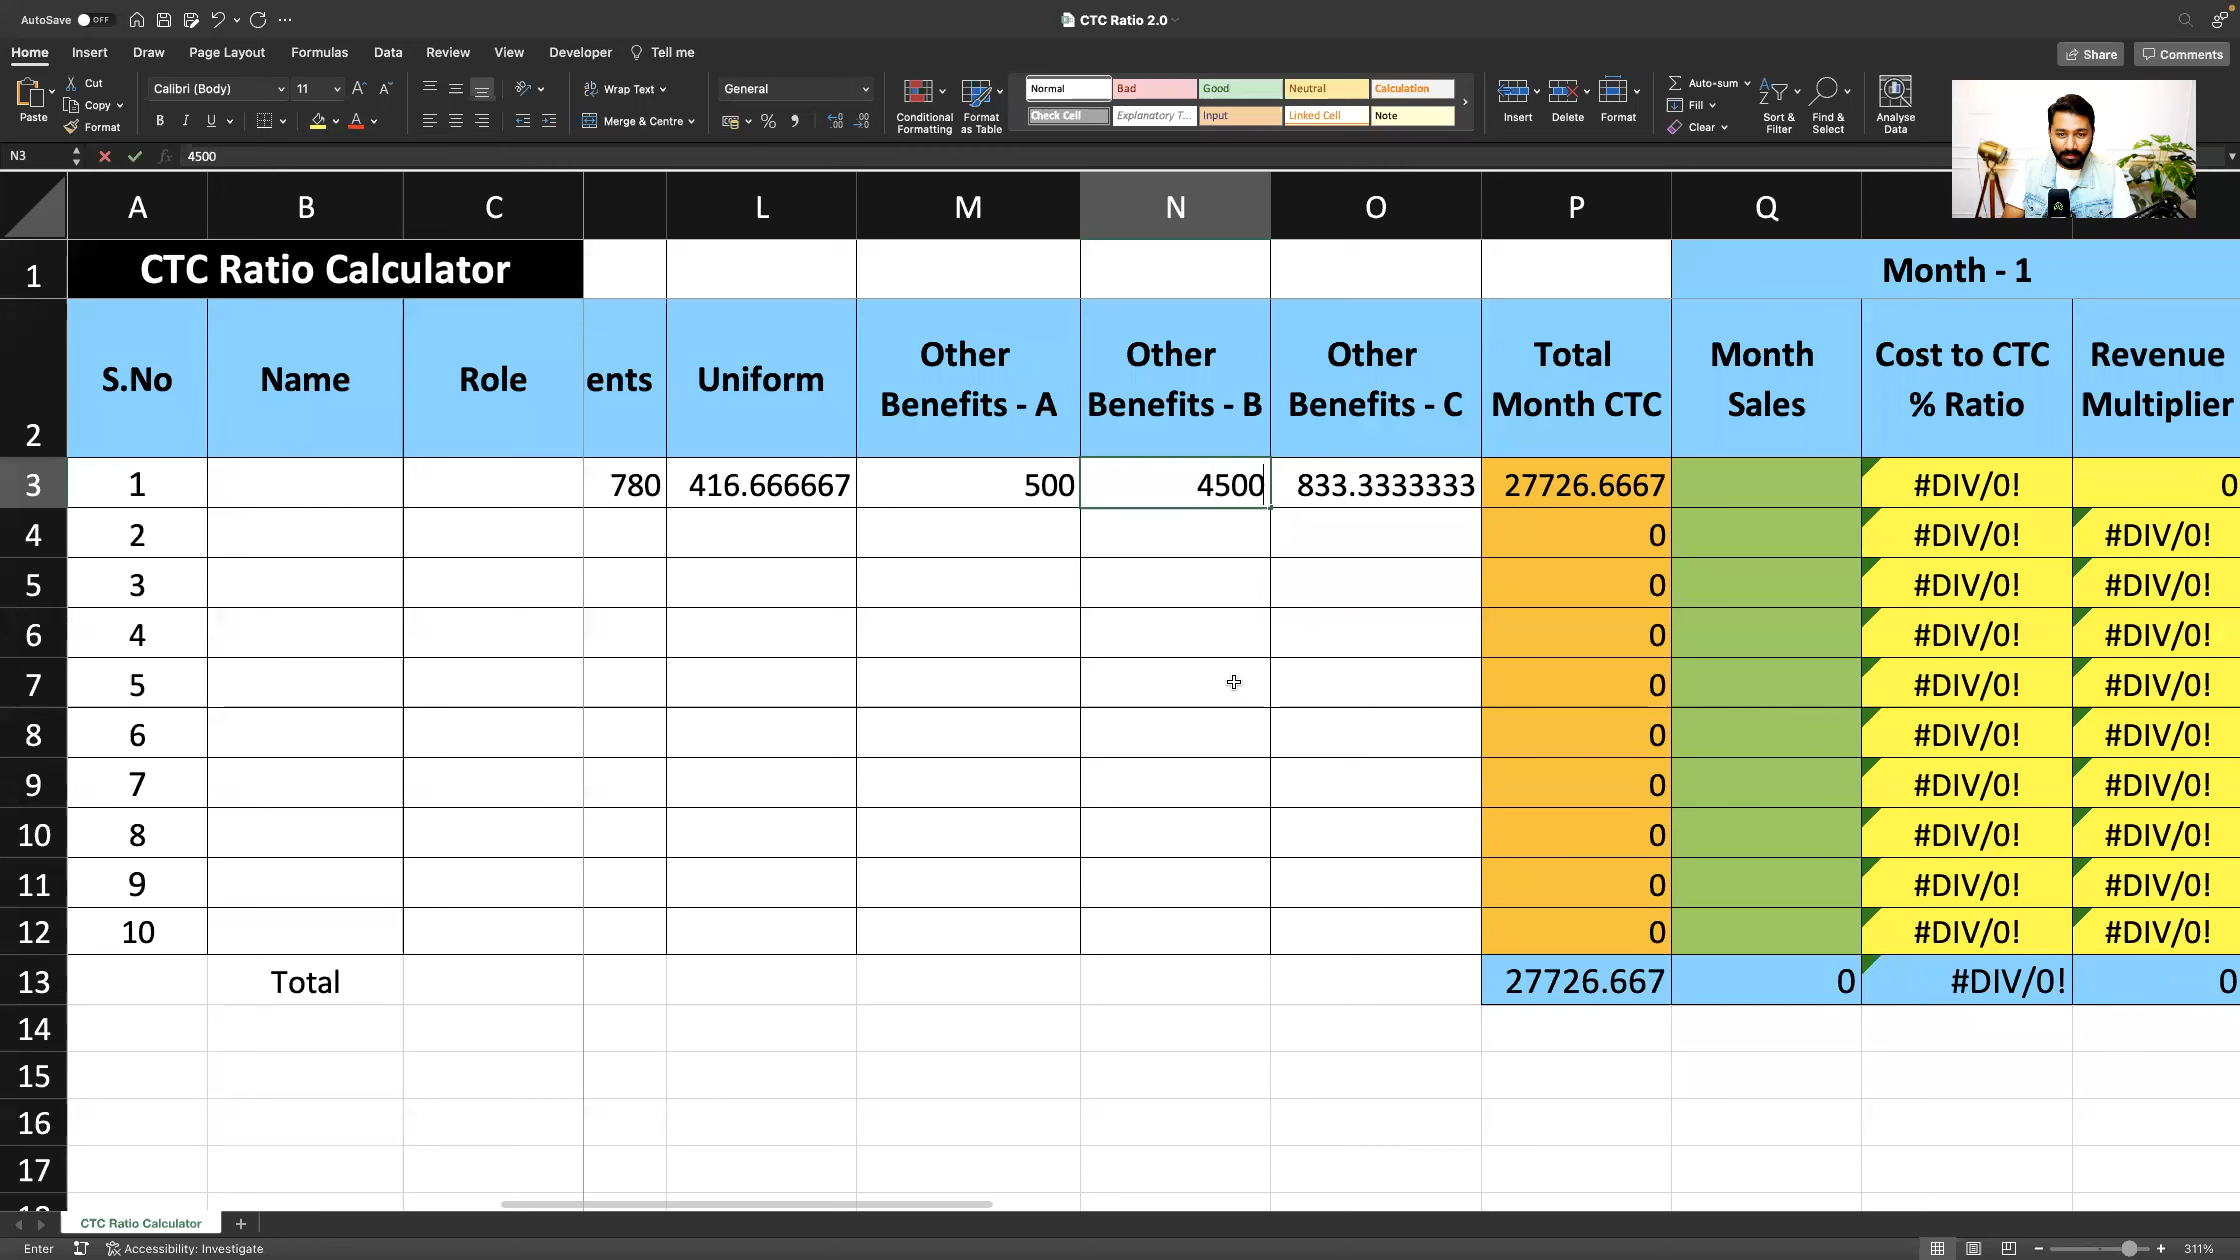 AutoSave OFF
CTC Ratio 2.0
Home Insert Draw Page Layout Formulas Data Review View Developer Tell me
Share Comments
Paste
Cut
Copy
Format
Calibri (Body) 11
B I U
Wrap Text
Merge & Centre
General
Conditional Formatting
Format as Table
Normal Bad Good Neutral Calculation
Check Cell Explanatory T... Input Linked Cell Note
Insert Delete Format
Auto-sum
Fill
Clear
Sort & Filter
Find & Select
Analyse Data
N3 fx 4500
A B C L M N O P Q
1 CTC Ratio Calculator Month - 1
2 S.No Name Role ents Uniform Other Benefits - A Other Benefits - B Other Benefits - C Total Month CTC Month Sales Cost to CTC % Ratio Revenue Multiplier
3 1 780 416.666667 500 4500 833.3333333 27726.6667 #DIV/0! 0
4 2 0 #DIV/0! #DIV/0!
5 3 0 #DIV/0! #DIV/0!
6 4 0 #DIV/0! #DIV/0!
7 5 0 #DIV/0! #DIV/0!
8 6 0 #DIV/0! #DIV/0!
9 7 0 #DIV/0! #DIV/0!
10 8 0 #DIV/0! #DIV/0!
11 9 0 #DIV/0! #DIV/0!
12 10 0 #DIV/0! #DIV/0!
13 Total 27726.667 0 #DIV/0! 0
14
15
16
17
CTC Ratio Calculator
Enter Accessibility: Investigate 311%